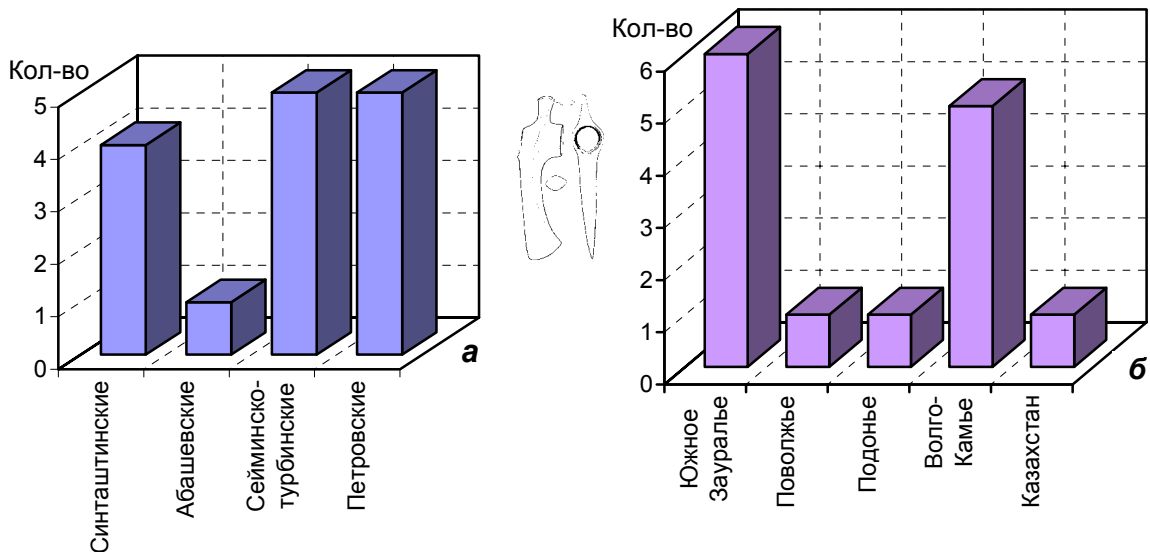 Кол-во
5
4
3
2
1
0
Синташтинские
Абашевские
Сейминско-
турбинские
Петровские
а
Кол-во
6
5
4
3
2
1
0
Южное
Зауралье
Поволжье
Подонье
Волго-
Камье
Казахстан
б